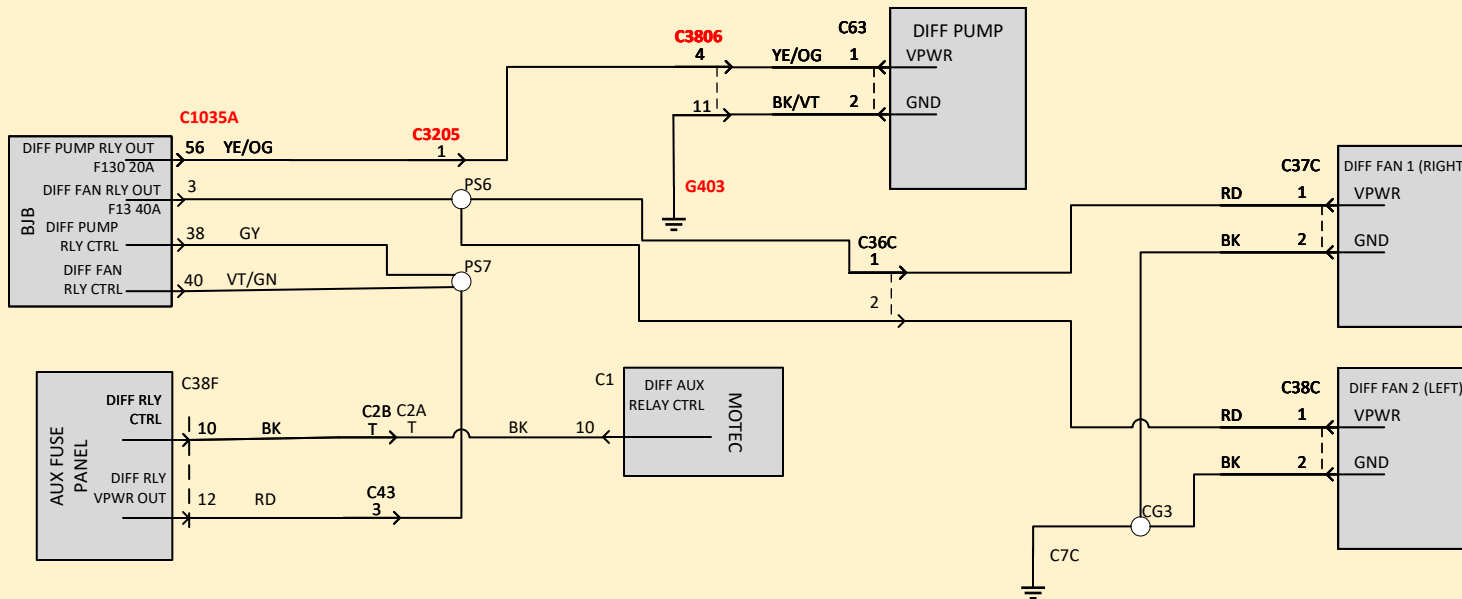 C1035A
BJB
DIFF PUMP RLY OUT
F130 20A
DIFF FAN RLY OUT
F13 40A
DIFF PUMP
RLY CTRL
DIFF FAN
RLY CTRL
56 YE/OG
3
38 GY
40 VT/GN
C3205
1
PS6
PS7
C3806
4
11
G403
YE/OG
BK/VT
C63
1
2
DIFF PUMP
VPWR
GND
C36C
1
2
C37C
RD 1
BK 2
DIFF FAN 1 (RIGHT
VPWR
GND
AUX FUSE
PANEL
DIFF RLY
CTRL
DIFF RLY
VPWR OUT
C38F
10 BK
12 RD
C2B C2A
T T
C43
3
BK 10
C1
DIFF AUX
RELAY CTRL
MOTEC
C38C
RD 1
BK 2
DIFF FAN 2 (LEFT)
VPWR
GND
CG3
C7C